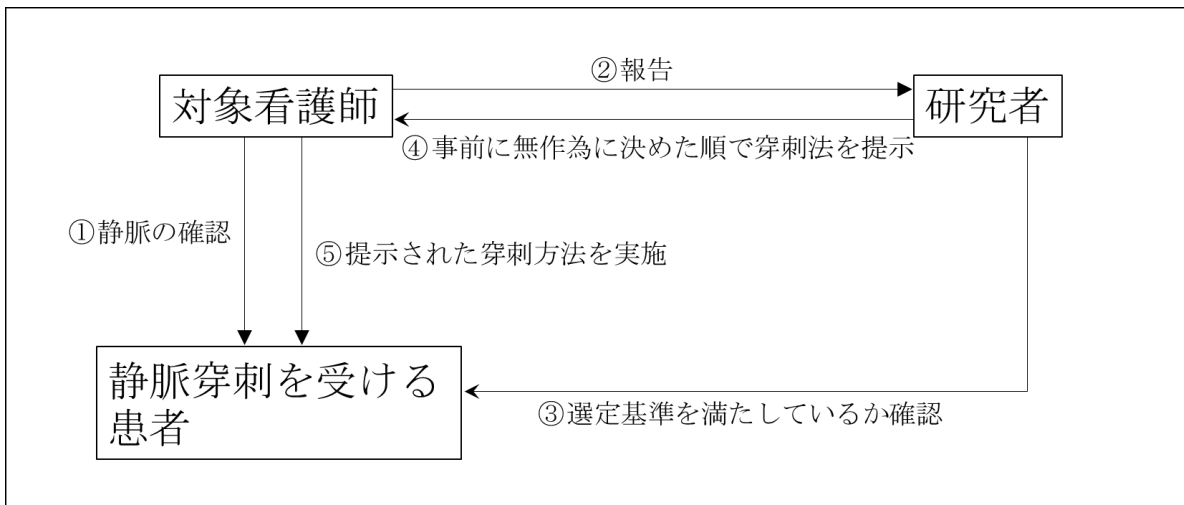 ②報告
対象看護師
研究者
④事前に無作為に決めた順で穿刺法を提示
①静脈の確認
⑤提示された穿刺方法を実施
静脈穿刺を受ける
患者
③選定基準を満たしているか確認